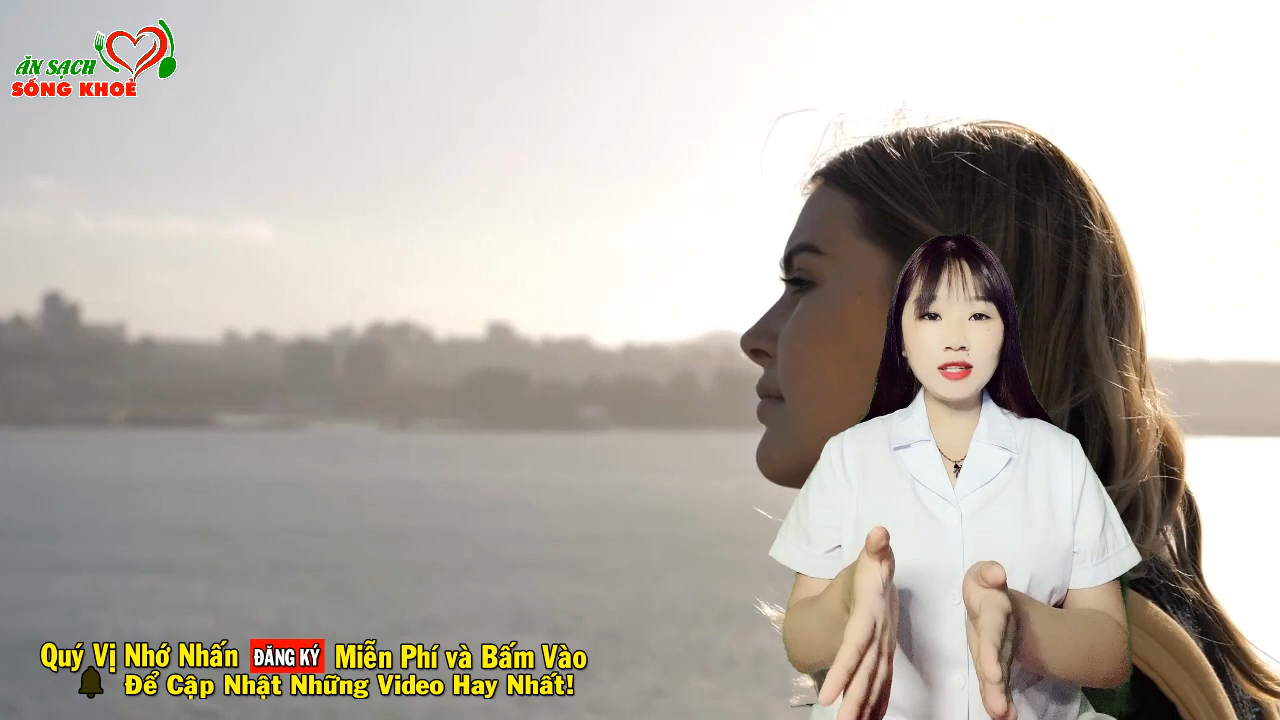 ĂN SẠCH
SỐNG KHOẺ
Quý Vị Nhớ Nhấn ĐĂNG KÝ Miễn Phí và Bấm Vào
Để Cập Nhật Những Video Hay Nhất!